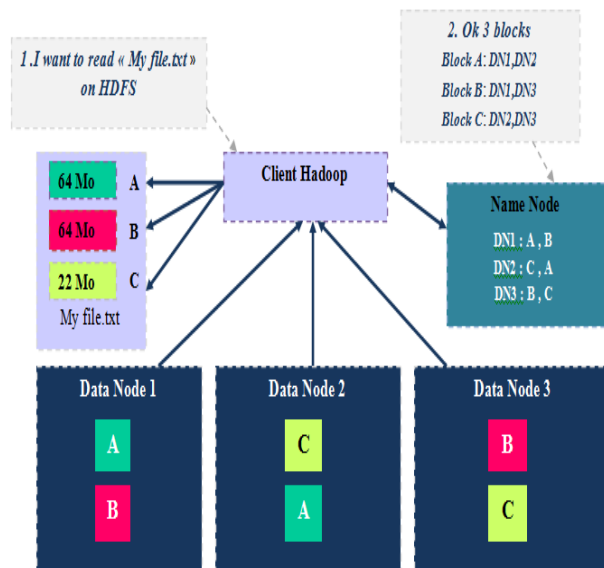 1.I want to read « My file.txt »
on HDFS
2. Ok 3 blocks
Block A: DN1,DN2
Block B: DN1,DN3
Block C: DN2,DN3
64 Mo A
64 Mo B
22 Mo C
My file.txt
Client Hadoop
Name Node
DN1 : A , B
DN2 : C , A
DN3 : B , C
Data Node 1
A
B
Data Node 2
C
A
Data Node 3
B
C